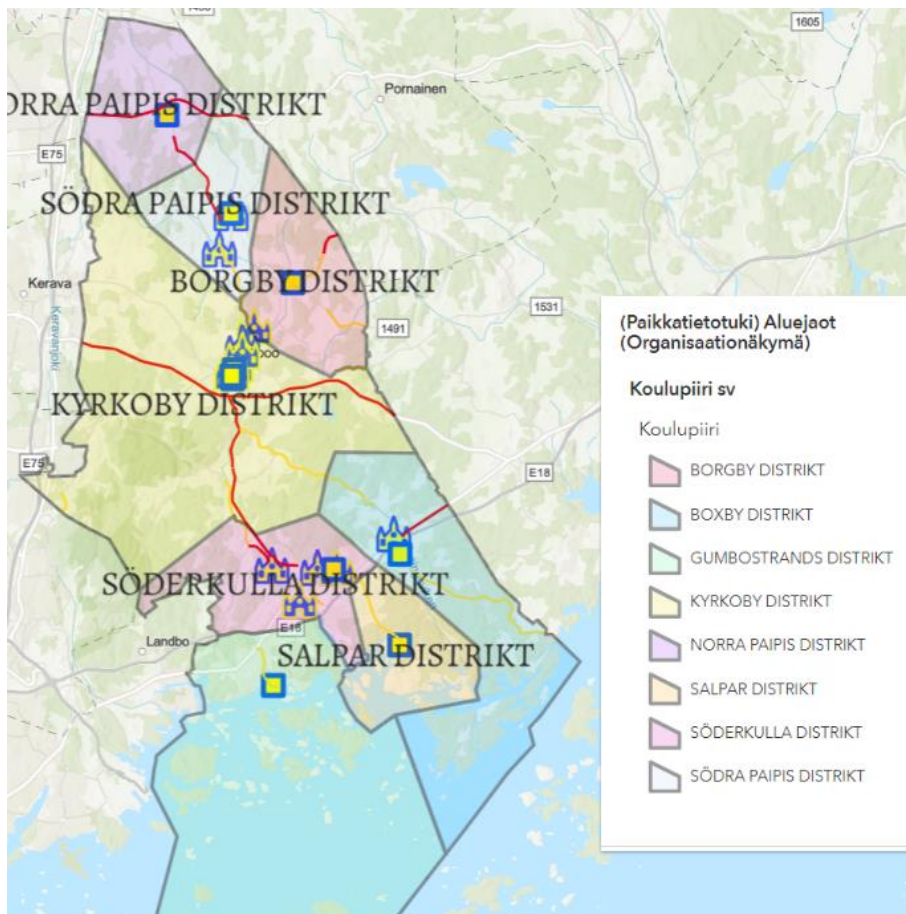 1605
Pornainen
ORRA PAIPIS DISTRIKT
E75
SÖDRA PAIPIS DISTRIKT
BORGBY DISTRIKT
Kerava
Keravanjoki
1531
1491
xoo
KYRKOBY DISTRIKT
E75
E18
SÖDERKULLA DISTRIKT
Landbo
E18
SALPAR DISTRIKT
(Paikkatietotuki) Aluejaot
(Organisaationäkymä)
Koulupiiri sv
Koulupiiri
BORGBY DISTRIKT
BOXBY DISTRIKT
GUMBOSTRANDS DISTRIKT
KYRKOBY DISTRIKT
NORRA PAIPIS DISTRIKT
SALPAR DISTRIKT
SÖDERKULLA DISTRIKT
SÖDRA PAIPIS DISTRIKT